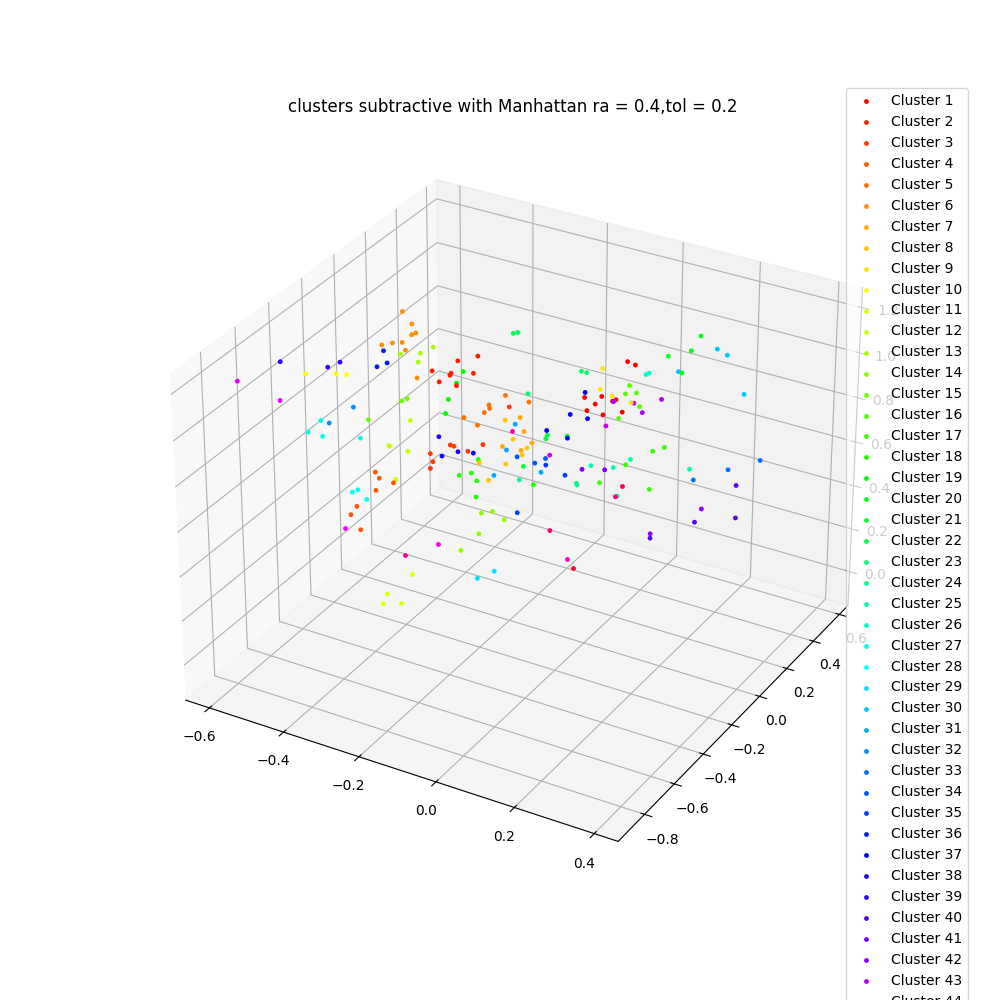 clusters subtractive with Manhattan ra = 0.4,tol = 0.2
Cluster 1
Cluster 2
Cluster 3
Cluster 4
Cluster 5
Cluster 6
Cluster 7
Cluster 8
Cluster 9
Cluster 10
Cluster 11
Cluster 12
Cluster 13
Cluster 14
Cluster 15
Cluster 16
Cluster 17
Cluster 18
Cluster 19
Cluster 20
Cluster 21
Cluster 22
Cluster 23
Cluster 24
Cluster 25
Cluster 26
Cluster 27
Cluster 28
Cluster 29
Cluster 30
Cluster 31
Cluster 32
Cluster 33
Cluster 34
Cluster 35
Cluster 36
Cluster 37
Cluster 38
Cluster 39
Cluster 40
Cluster 41
Cluster 42
Cluster 43
Cluster 44
1.0
0.8
0.6
0.4
0.2
0.0
0.6
0.4
0.2
0.0
−0.2
−0.4
−0.6
−0.8
−0.6
−0.4
−0.2
0.0
0.2
0.4